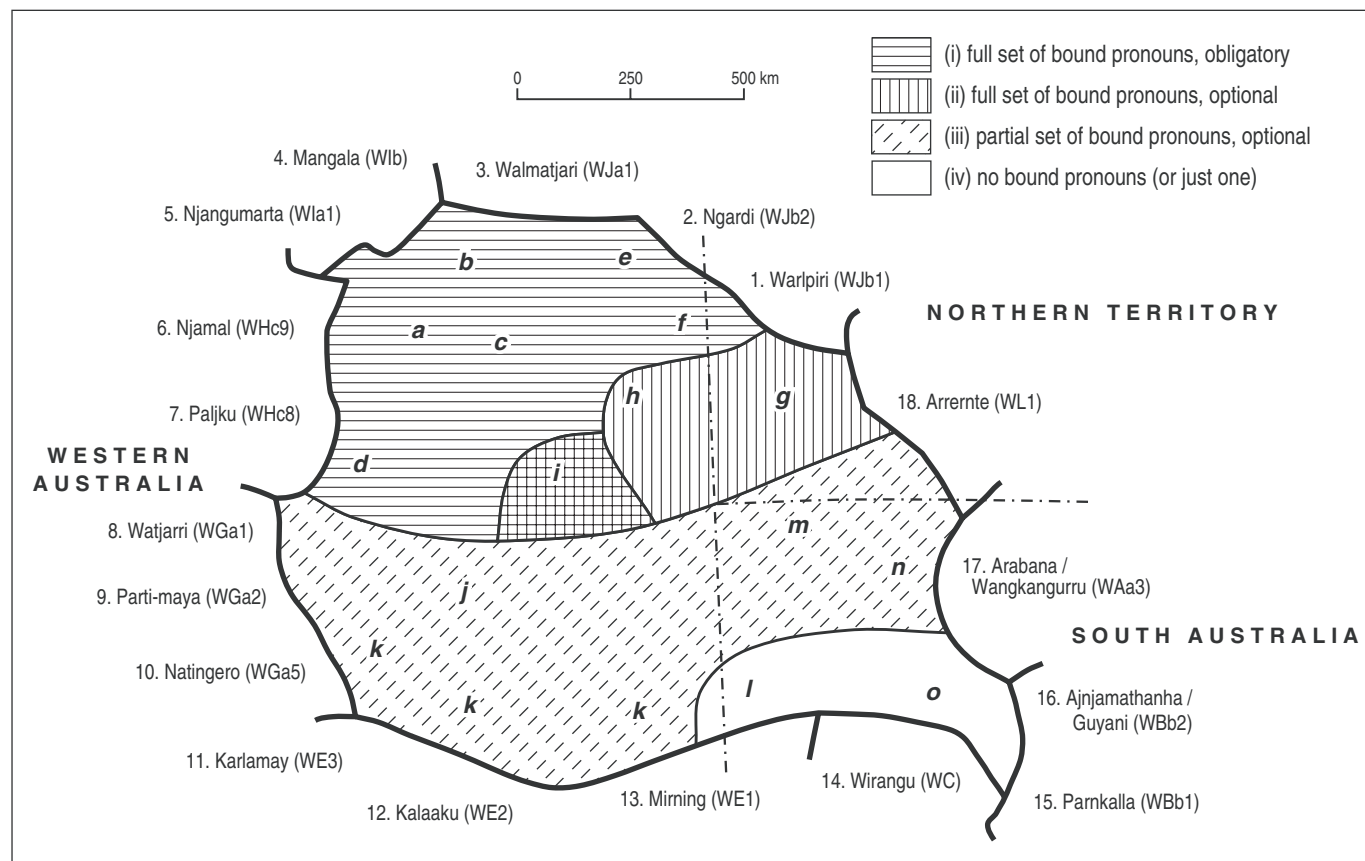 0 250 500 km
(i) full set of bound pronouns, obligatory
(ii) full set of bound pronouns, optional
(iii) partial set of bound pronouns, optional
(iv) no bound pronouns (or just one)
4. Mangala (WIb)
3. Walmatjari (WJa1)
5. Njangumarta (WIa1)
2. Ngardi (WJb2)
b
e
1. Warlpiri (WJb1)
NORTHERN TERRITORY
6. Njamal (WHc9)
a
c
f
h
g
7. Paljku (WHc8)
18. Arrernte (WL1)
WESTERN
AUSTRALIA
d
i
8. Watjarri (WGa1)
m
n
17. Arabana /
Wangkangurru (WAa3)
9. Parti-maya (WGa2)
j
SOUTH AUSTRALIA
k
10. Natingero (WGa5)
k
k
l
o
16. Ajnjamathanha /
Guyani (WBb2)
11. Karlamay (WE3)
12. Kalaaku (WE2)
13. Mirning (WE1)
14. Wirangu (WC)
15. Parnkalla (WBb1)